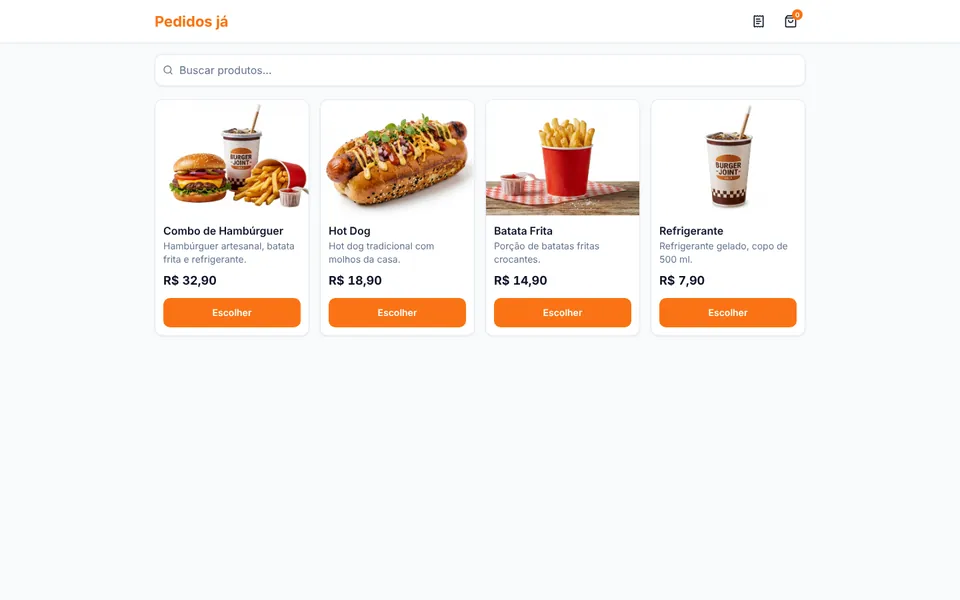 Pedidos já
0
Buscar produtos...
BURGER
JOINT
Combo de Hambúrguer
Hambúrguer artesanal, batata
frita e refrigerante.
R$ 32,90
Escolher
Hot Dog
Hot dog tradicional com
molhos da casa.
R$ 18,90
Escolher
Batata Frita
Porção de batatas fritas
crocantes.
R$ 14,90
Escolher
BURGER
-JOINT-
Refrigerante
Refrigerante gelado, copo de
500 ml.
R$ 7,90
Escolher